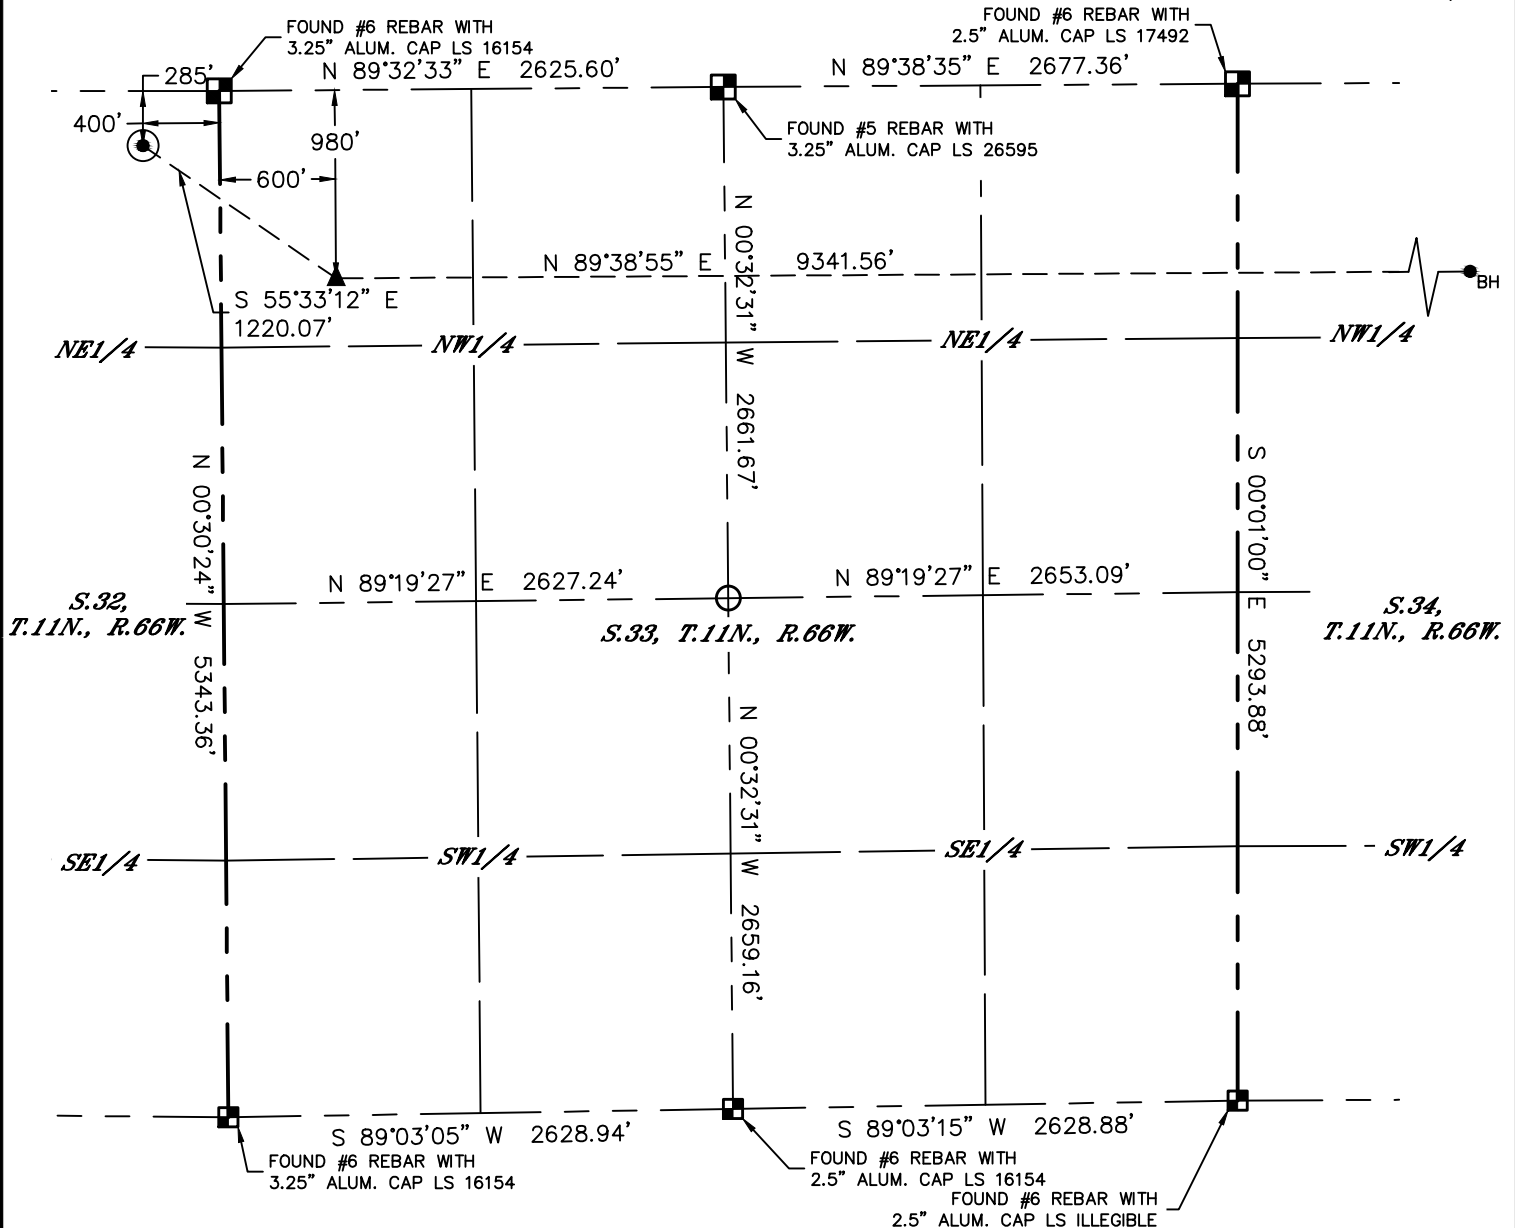 FOUND #6 REBAR WITH
3.25" ALUM. CAP LS 16154
FOUND #6 REBAR WITH
2.5" ALUM. CAP LS 17492
285'
N 89°32'33" E 2625.60'
N 89°38'35" E 2677.36'
400'
980'
FOUND #5 REBAR WITH
3.25" ALUM. CAP LS 26595
600'
N 00°32'31" W 2661.67'
N 89°38'55" E 9341.56'
BH
S 55°33'12" E
1220.07'
NE1/4
NW1/4
NE1/4
NW1/4
N 00°30'24" W 5343.36'
S 00°01'00" E 5293.88'
N 89°19'27" E 2627.24'
N 89°19'27" E 2653.09'
S.32,
T.11N., R.66W.
S.33, T.11N., R.66W.
S.34,
T.11N., R.66W.
N 00°32'31" W 2659.16'
SE1/4
SW1/4
SE1/4
SW1/4
S 89°03'05" W 2628.94'
S 89°03'15" W 2628.88'
FOUND #6 REBAR WITH
3.25" ALUM. CAP LS 16154
FOUND #6 REBAR WITH
2.5" ALUM. CAP LS 16154
FOUND #6 REBAR WITH
2.5" ALUM. CAP LS ILLEGIBLE